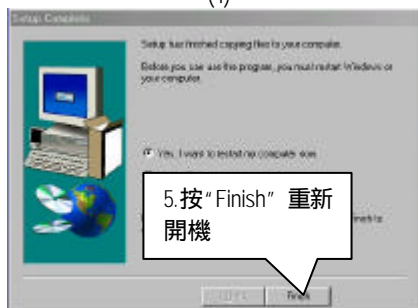 (4)
Setup Complete
Setup has finished copying files to your computer.
Before you can use the program, you must restart Windows or
your computer.
Yes, I want to restart my computer now.
5.按“Finish” 重新
開機
Finish